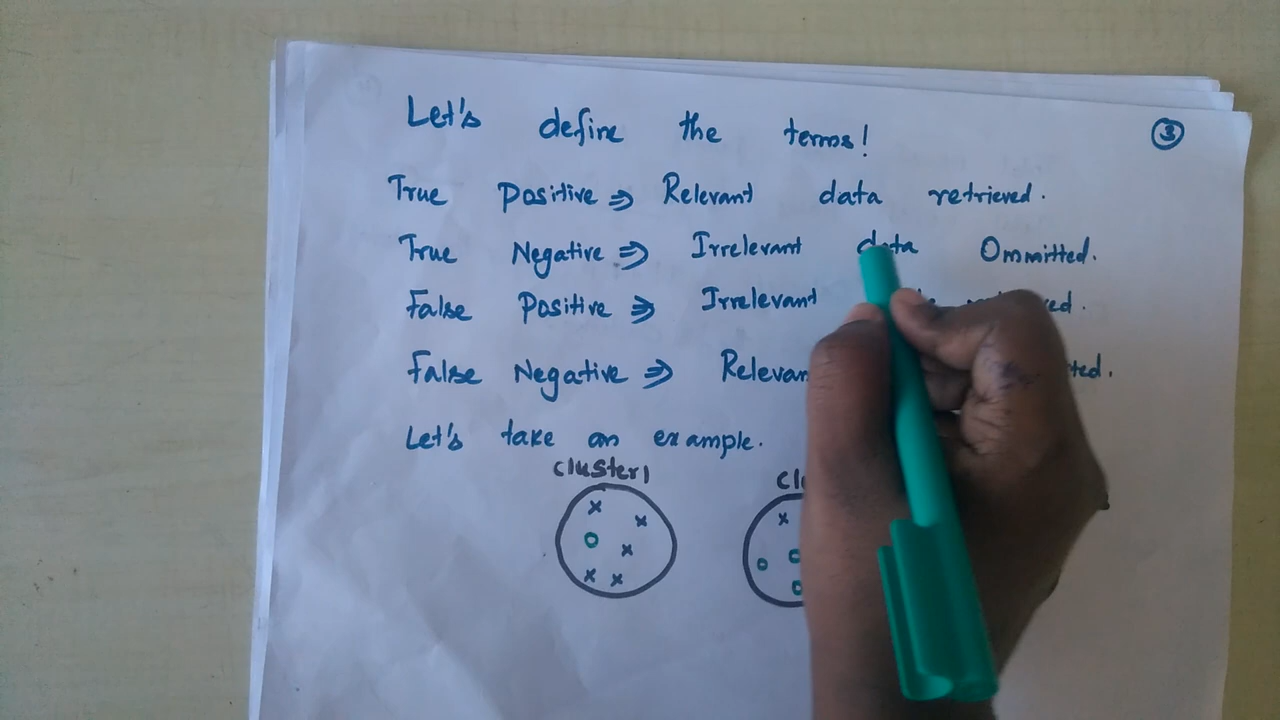 Let's define the terms!
3
True Positive ⇒ Relevant data retrieved.
True Negative ⇒ Irrelevant data Ommitted.
False Positive ⇒ Irrelevant
False Negative ⇒
Let's take an example.
cluster1